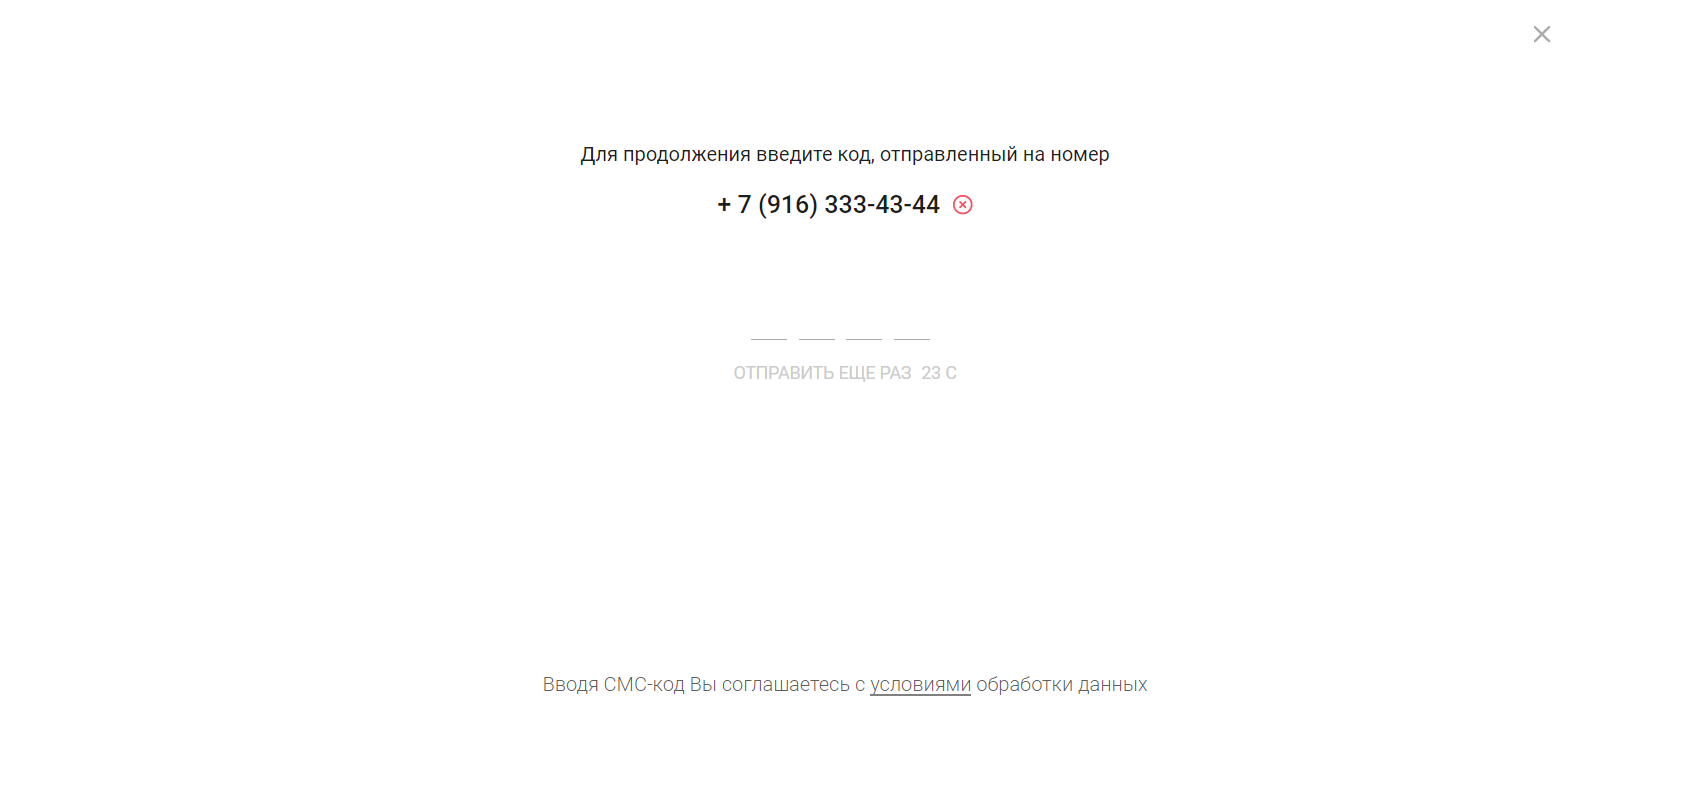 Для продолжения введите код, отправленный на номер
+ 7 (916) 333-43-44
ОТПРАВИТЬ ЕЩЕ РАЗ 23 С
Вводя СМС-код Вы соглашаетесь с условиями обработки данных